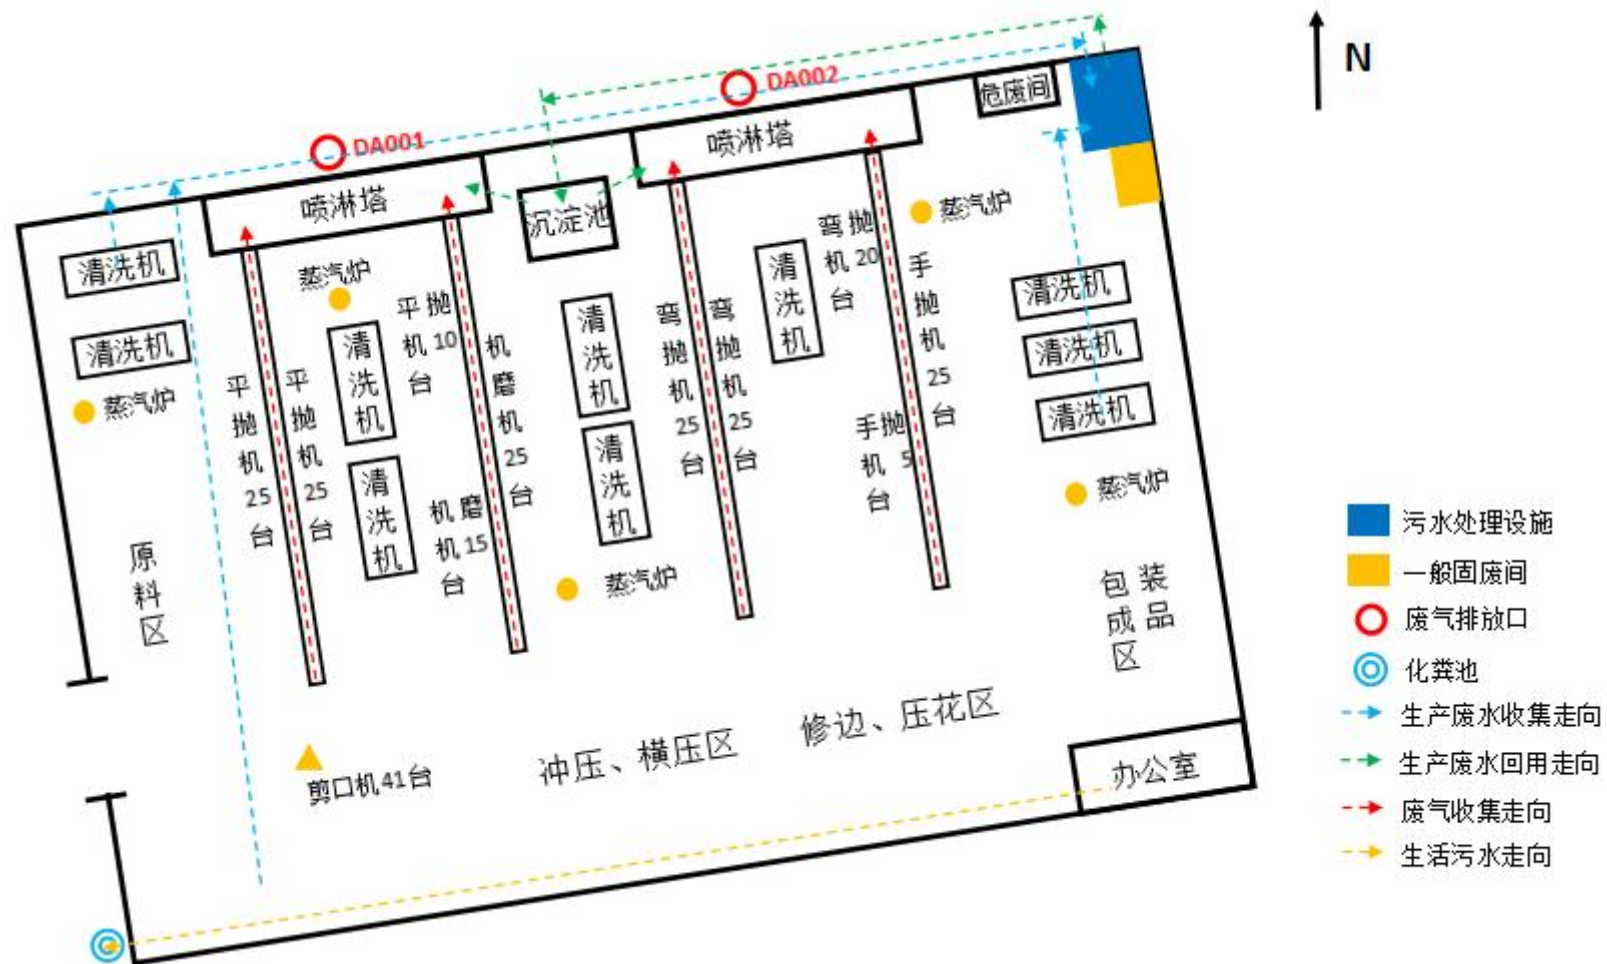 N
DA002
DA001
危废间
喷淋塔
喷淋塔
沉淀池
蒸汽炉
清洗机
清洗机
蒸汽炉
蒸汽炉
平抛机25台
平抛机25台
清洗机
清洗机
平抛
机10
台
机磨机25台
机磨
机15
台
清洗机
清洗机
蒸汽炉
弯抛机25台
弯抛机25台
清洗机
弯抛
机20
台
手抛机25台
手抛
机5
台
清洗机
清洗机
清洗机
蒸汽炉
原料区
包装
成品
区
剪口机41台
冲压、横压区
修边、压花区
办公室
污水处理设施
一般固废间
废气排放口
化粪池
生产废水收集走向
生产废水回用走向
废气收集走向
生活污水走向